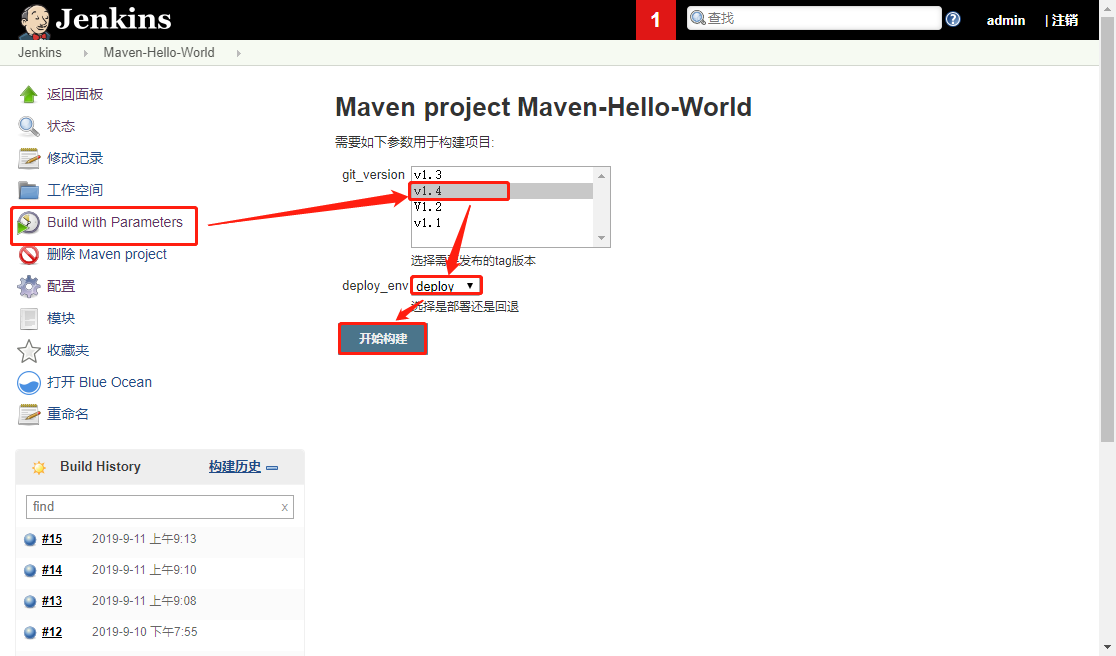 Jenkins
1
查找
?
admin
| 注销
Jenkins
Maven-Hello-World
返回面板
状态
修改记录
工作空间
Build with Parameters
删除 Maven project
配置
模块
收藏夹
打开 Blue Ocean
重命名
Build History
构建历史
find
x
#15 2019-9-11 上午9:13
#14 2019-9-11 上午9:10
#13 2019-9-11 上午9:08
#12 2019-9-10 下午7:55
Maven project Maven-Hello-World
需要如下参数用于构建项目:
git_version
v1.3
v1.4
V1.2
v1.1
选择需 发布的tag版本
deploy_env
deploy
选择是部署还是回退
开始构建